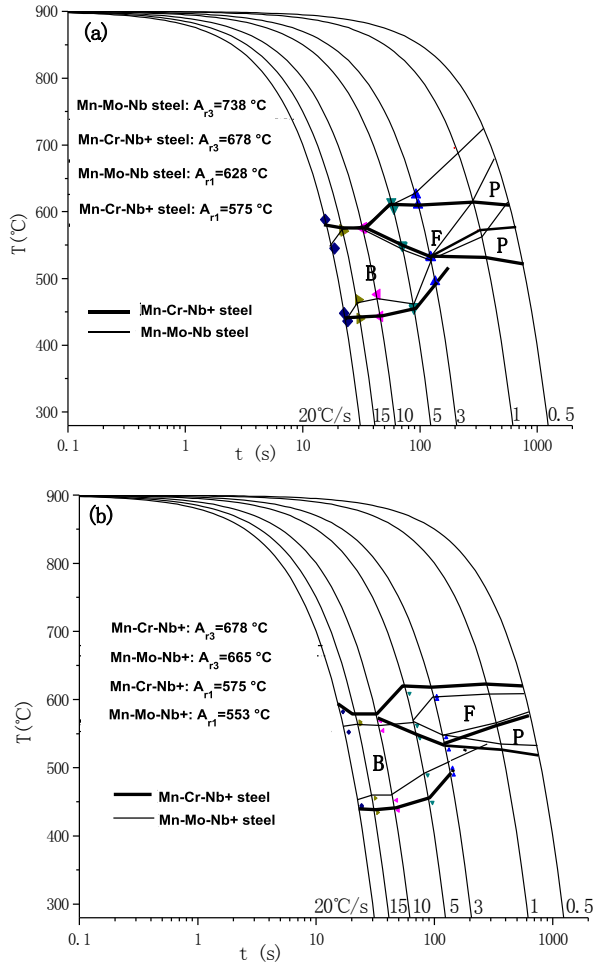 (a)
900
800
700
600
500
400
300
T(℃)
Mn-Mo-Nb steel: Ar3=738 °C
Mn-Cr-Nb+ steel: Ar3=678 °C
Mn-Mo-Nb steel: Ar1=628 °C
Mn-Cr-Nb+ steel: Ar1=575 °C
P
F
P
B
Mn-Cr-Nb+ steel
Mn-Mo-Nb steel
20℃/s 15 10 5 3 1 0.5
0.1 1 10 100 1000
t (s)
(b)
900
800
700
600
500
400
300
T(℃)
Mn-Cr-Nb+: Ar3=678 °C
Mn-Mo-Nb+: Ar3=665 °C
Mn-Cr-Nb+: Ar1=575 °C
Mn-Mo-Nb+: Ar1=553 °C
F
P
B
Mn-Cr-Nb+ steel
Mn-Mo-Nb+ steel
20℃/s 15 10 5 3 1 0.5
0.1 1 10 100 1000
t (s)